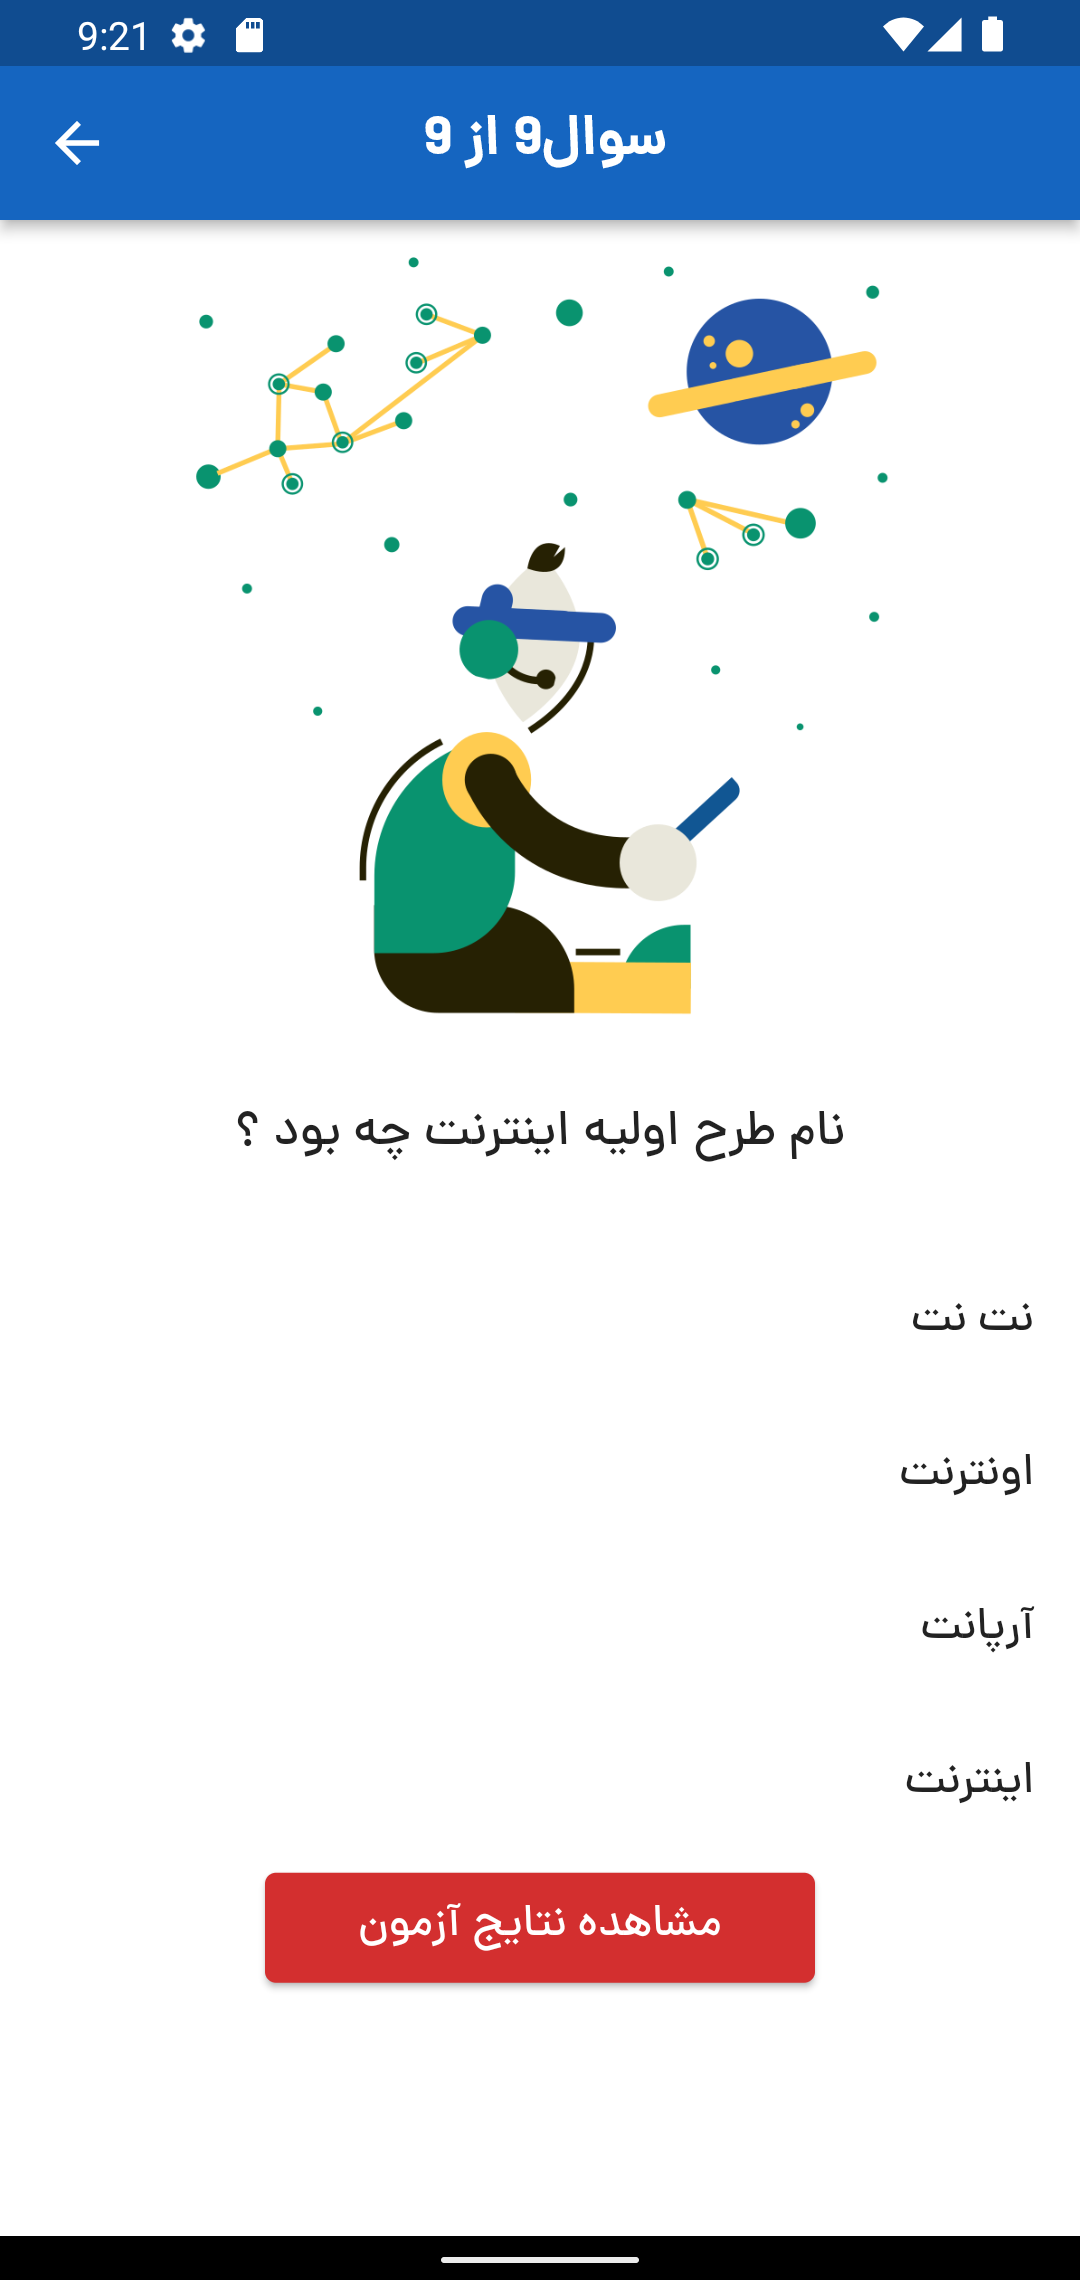 9:21
سوال9 از 9
نام طرح اولیه اینترنت چه بود ؟
نت نت
اونترنت
آرپانت
اینترنت
مشاهده نتایج آزمون